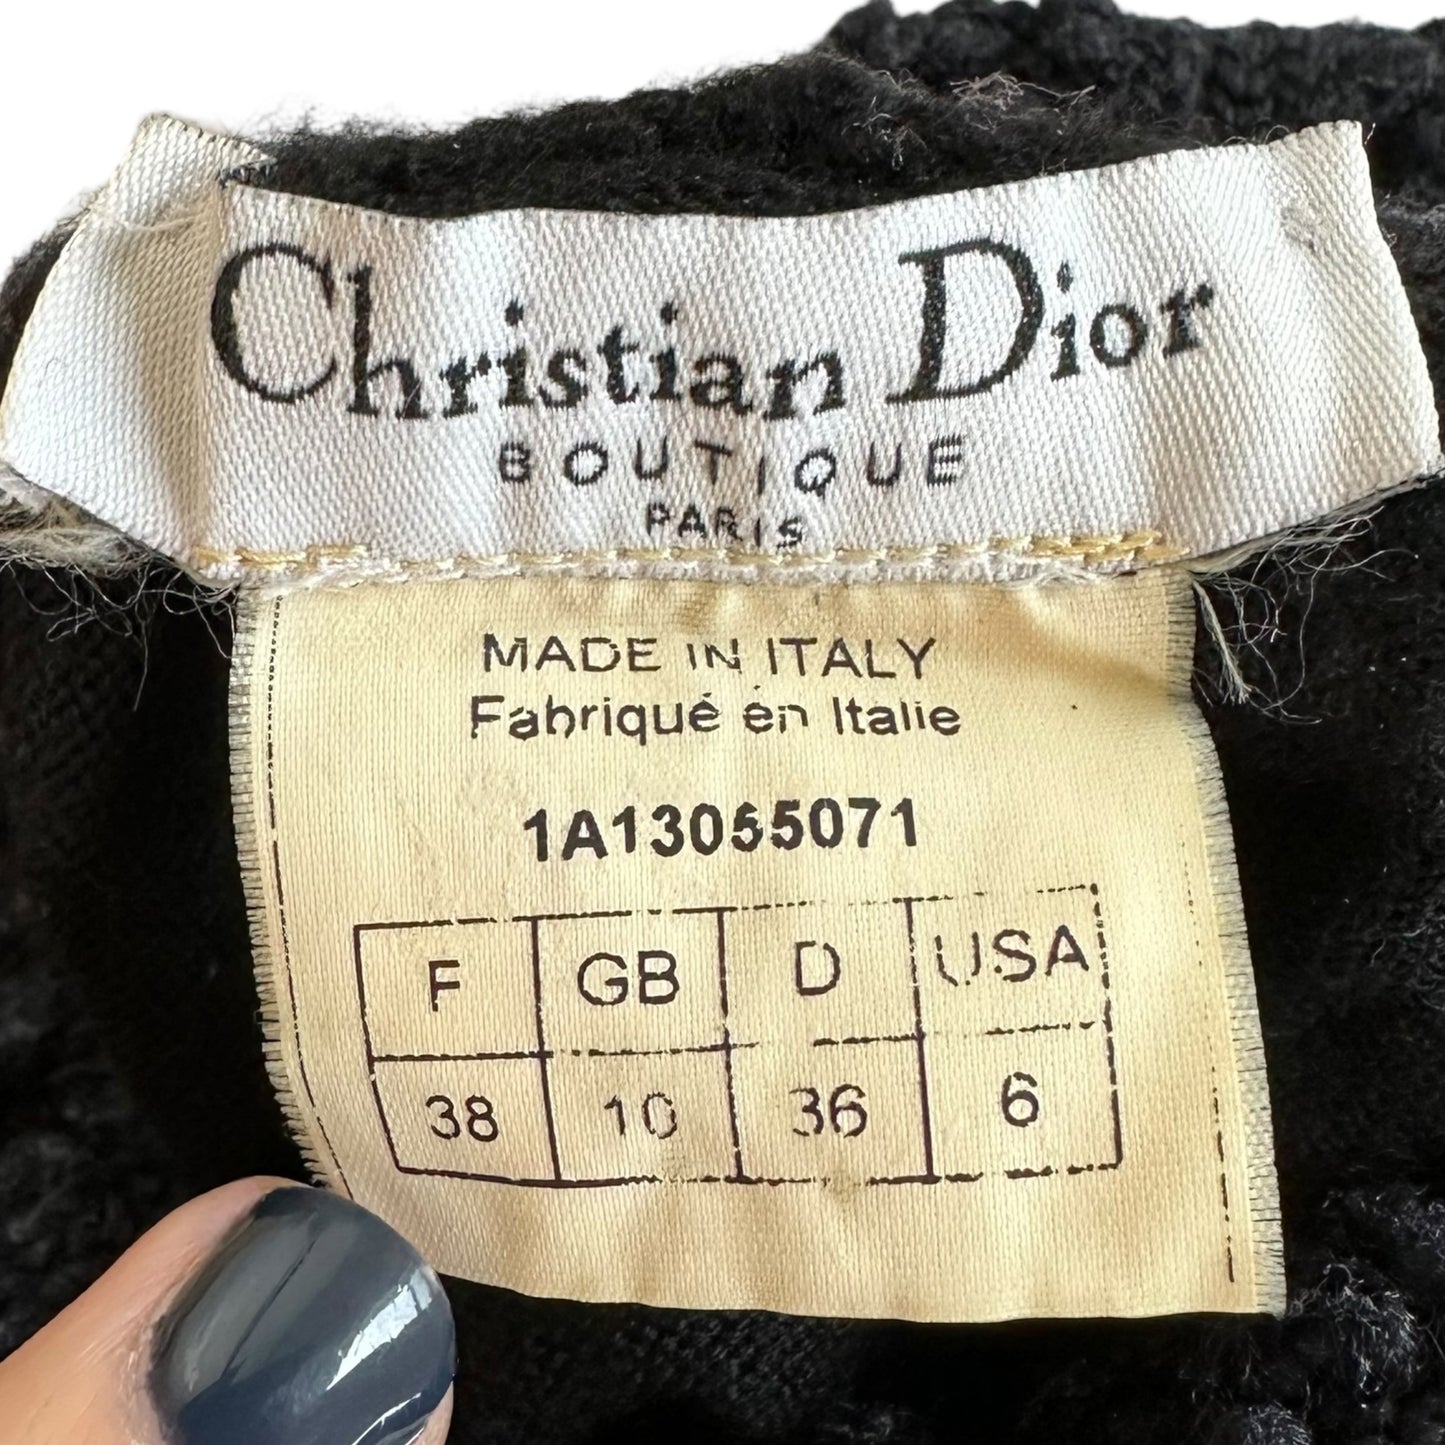 Christian Dior
BOUTIQUE
PARIS
MADE IN ITALY
Fabriqué en Italie
1A13055071
F GB D USA
38 10 36 6